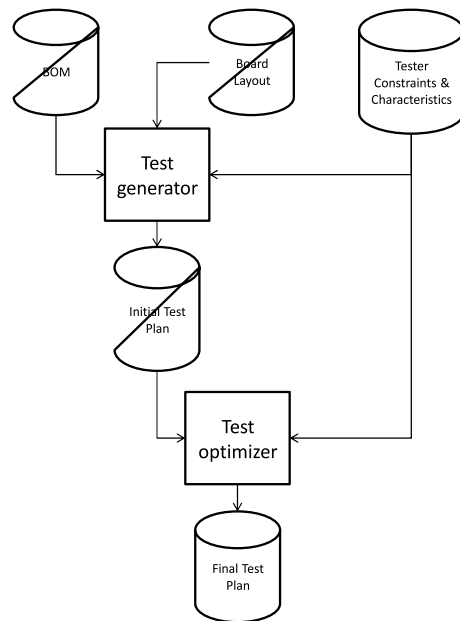 BOM
Board
Layout
Tester
Constraints &
Characteristics
Test
generator
Initial Test
Plan
Test
optimizer
Final Test
Plan